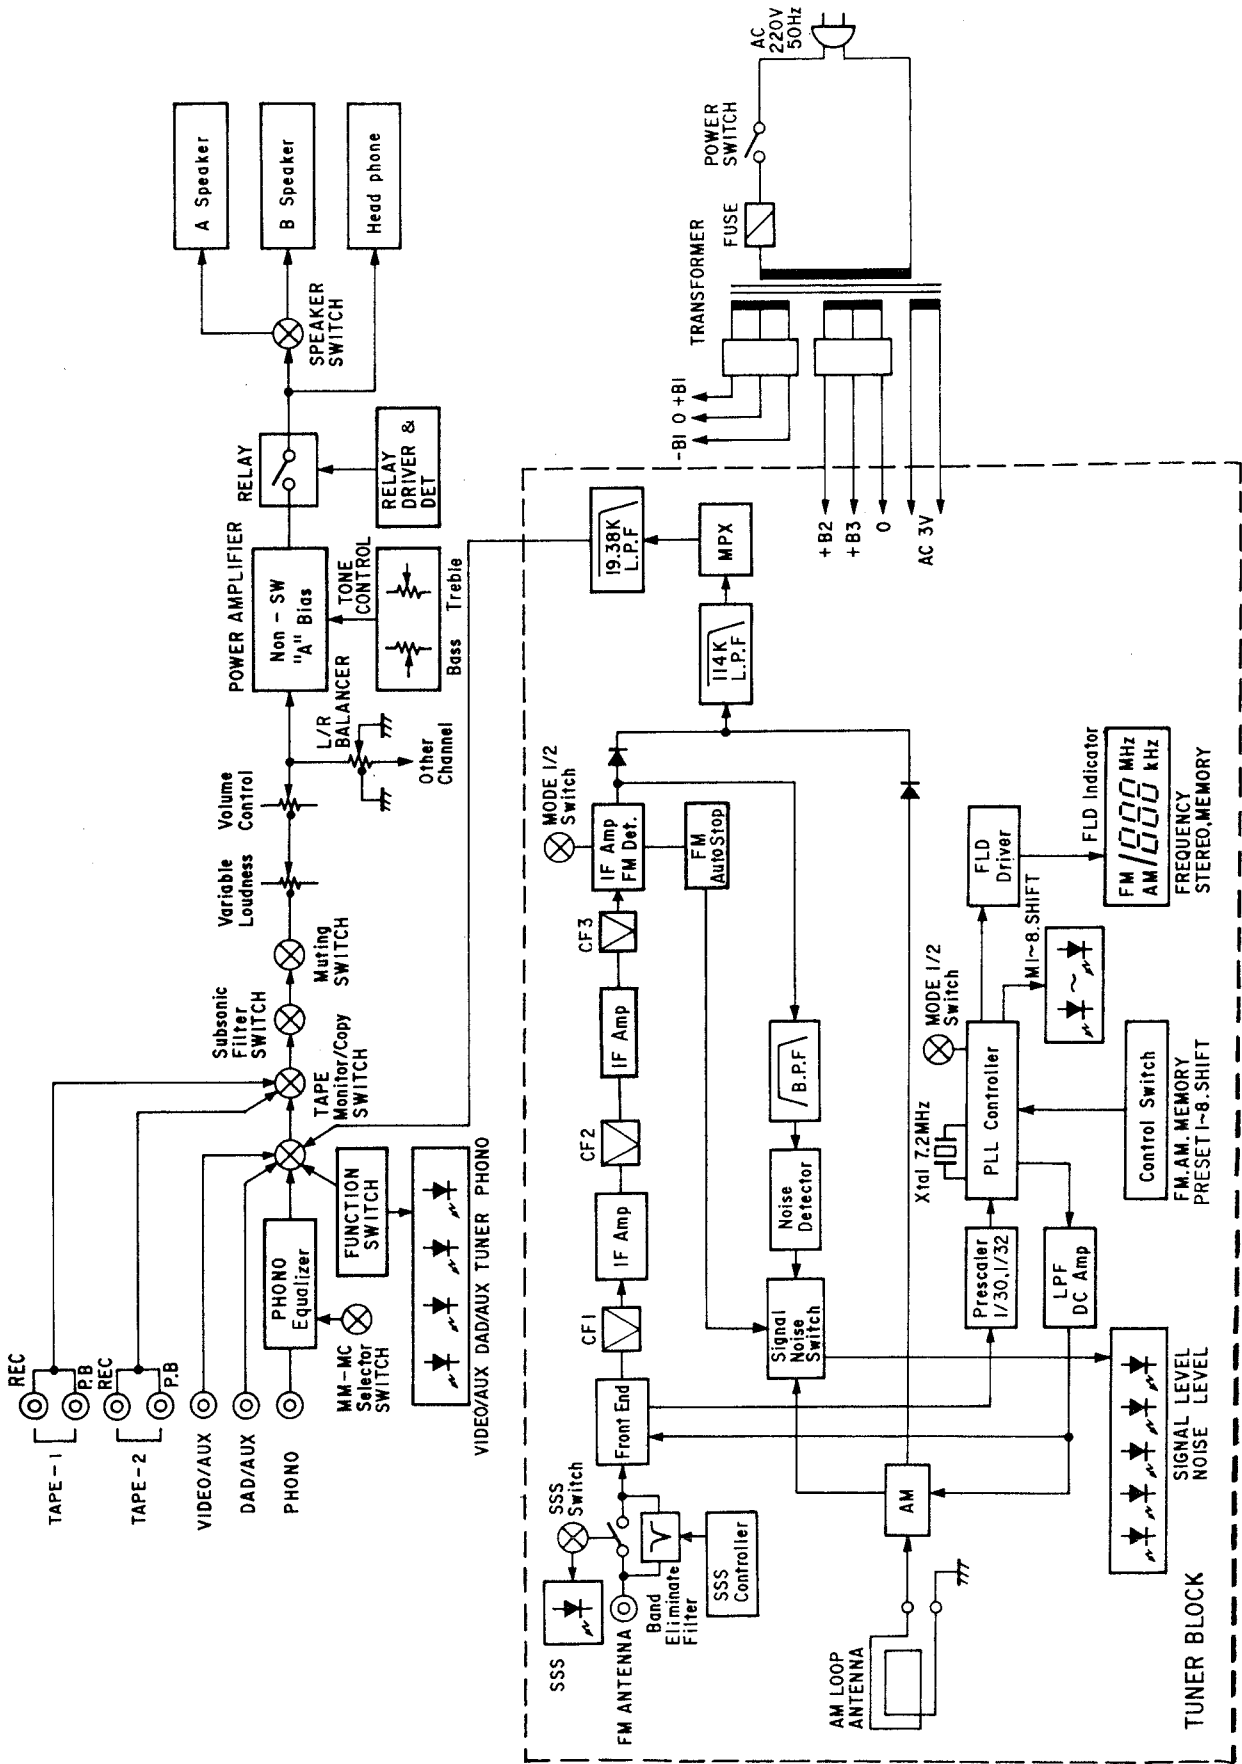 TAPE-1
REC
P.B
TAPE-2
REC
P.B
VIDEO/AUX
DAD/AUX
PHONO
MM-MC
Selector
SWITCH
PHONO
Equalizer
FUNCTION
SWITCH
VIDEO/AUX DAD/AUX TUNER PHONO
TAPE
Monitor/Copy
SWITCH
Subsonic
Filter
SWITCH
Muting
SWITCH
Variable
Loudness
Volume
Control
L/R
BALANCER
Other
Channel
POWER AMPLIFIER
Non-SW
"A" Bias
TONE
CONTROL
Bass Treble
RELAY
RELAY
DRIVER &
DET
SPEAKER
SWITCH
A Speaker
B Speaker
Head phone
SSS
SSS
Switch
FM ANTENNA
Band
Eliminate
Filter
SSS
Controller
Front End
CF1
IF Amp
CF2
IF Amp
CF3
IF Amp
FM Det.
MODE 1/2
Switch
FM
AutoStop
Signal
Noise
Switch
Noise
Detector
B.P.F
114K
L.P.F
MPX
19.38K
L.P.F
AM LOOP
ANTENNA
AM
Prescaler
1/30.1/32
LPF
DC Amp
Xtal 7.2MHz
PLL Controller
MODE 1/2
Switch
FLD
Driver
M1~8.SHIFT
~
Control Switch
FM.AM.MEMORY
PRESET 1~8.SHIFT
FLD Indicator
FM 1888 MHz
AM 1888 kHz
FREQUENCY
STEREO,MEMORY
SIGNAL LEVEL
NOISE LEVEL
TUNER BLOCK
TRANSFORMER
-B1 0 +B1
+B2
+B3
0
AC 3V
FUSE
POWER
SWITCH
AC
220V
50Hz